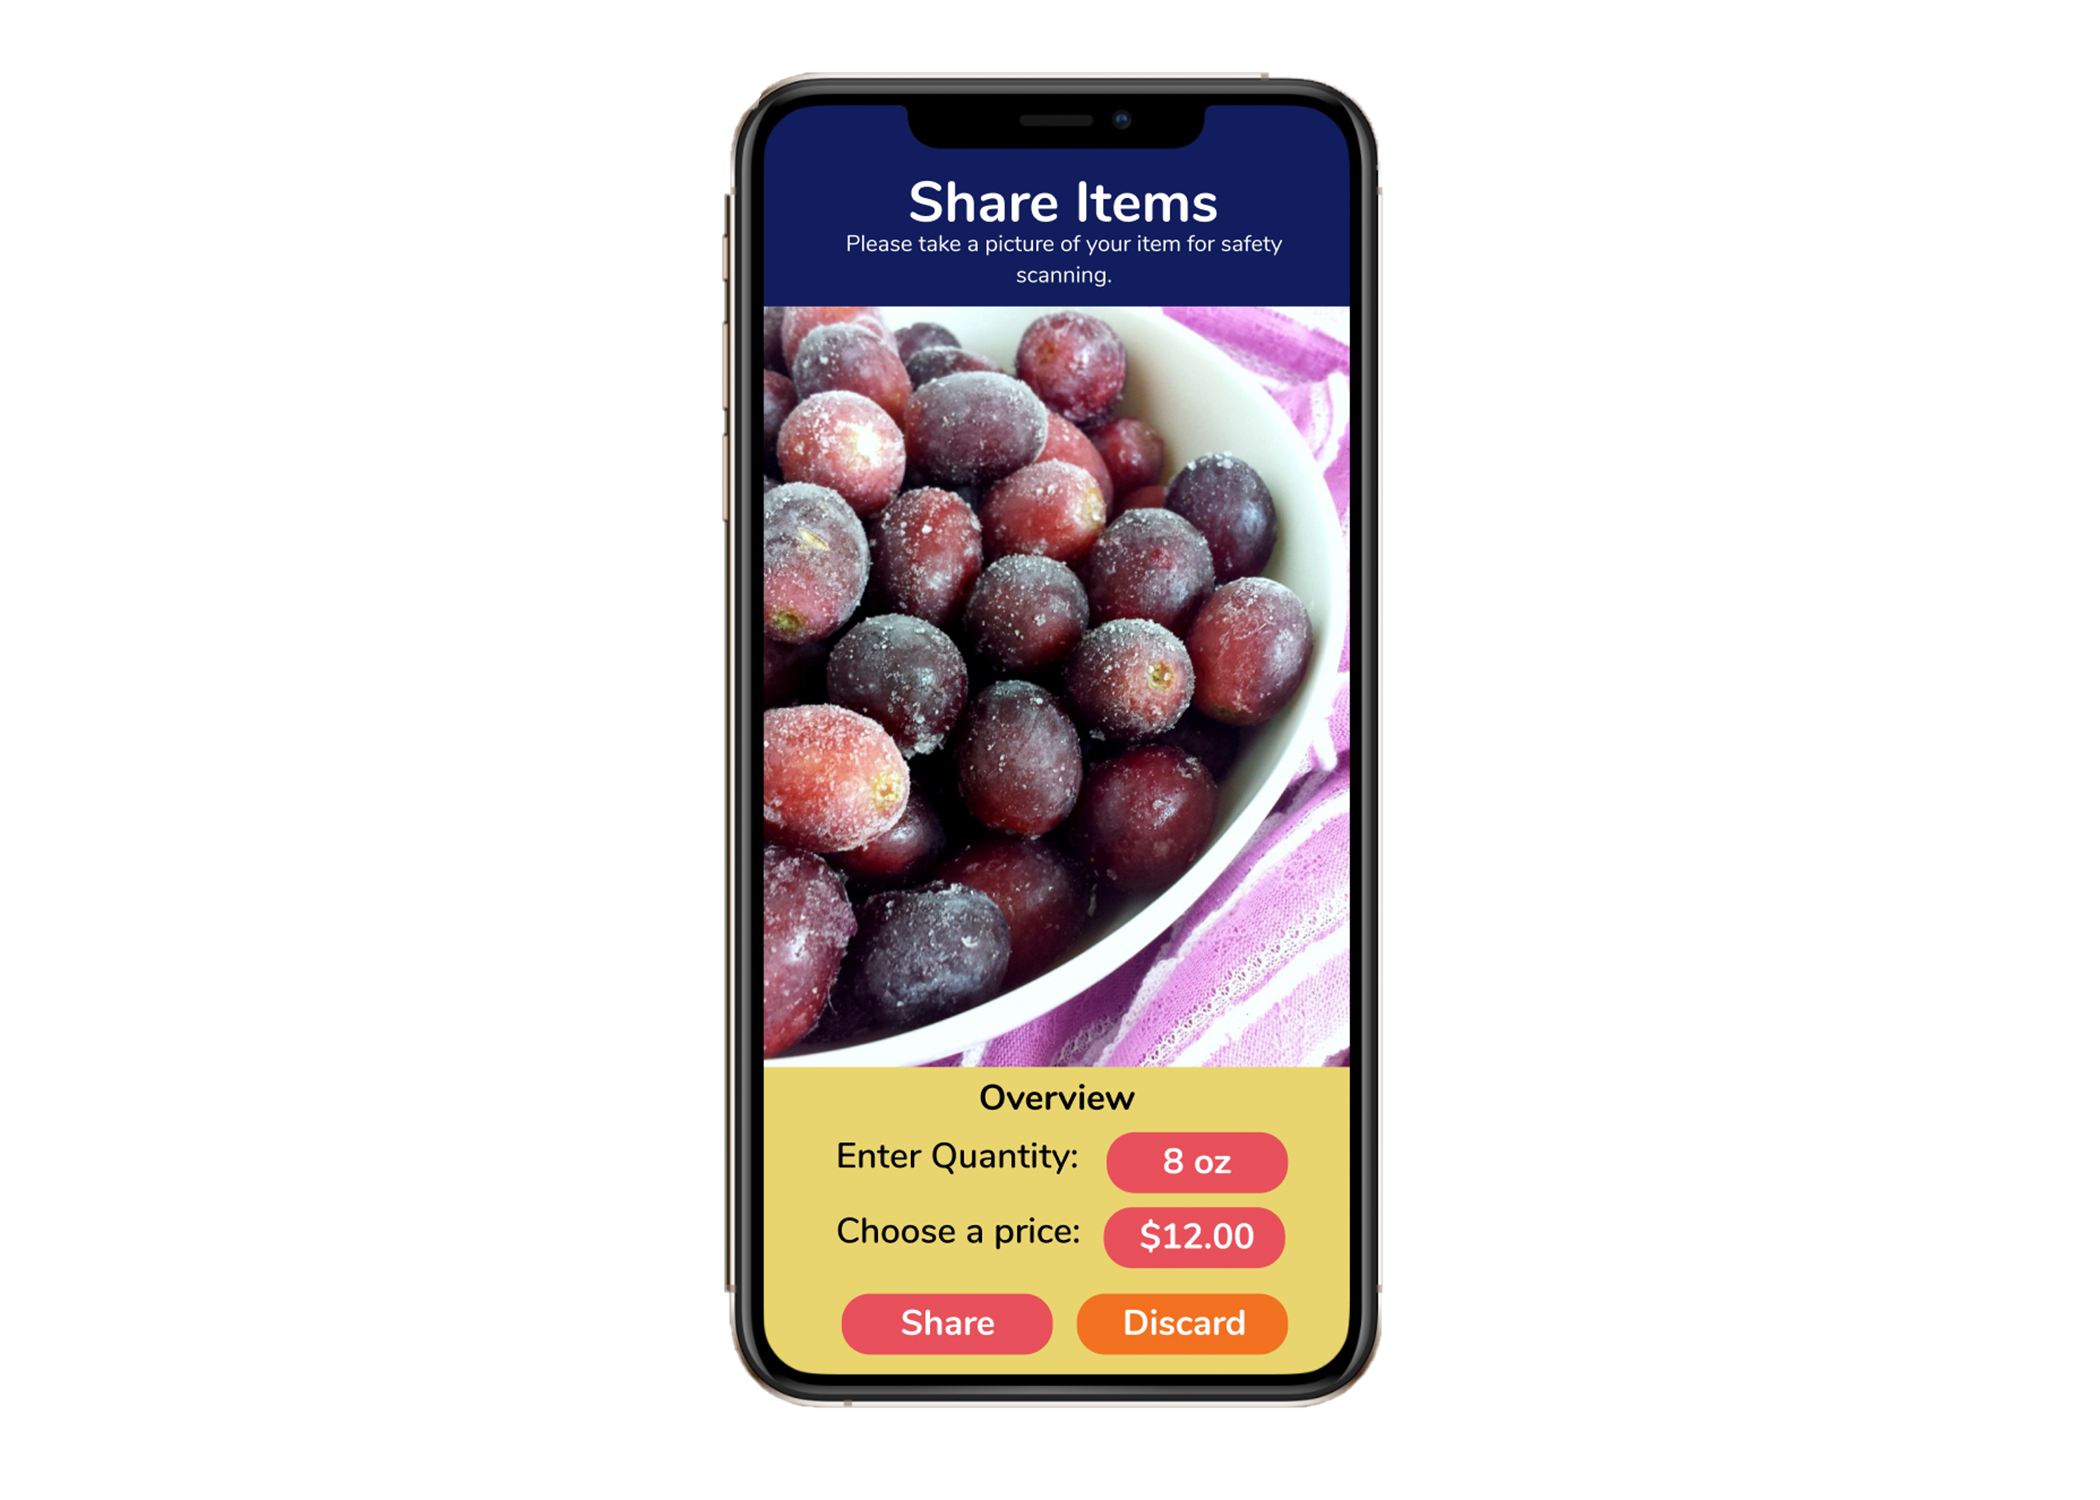 Share Items
Please take a picture of your item for safety
scanning.
Overview
Enter Quantity: 8 oz
Choose a price: $12.00
Share Discard